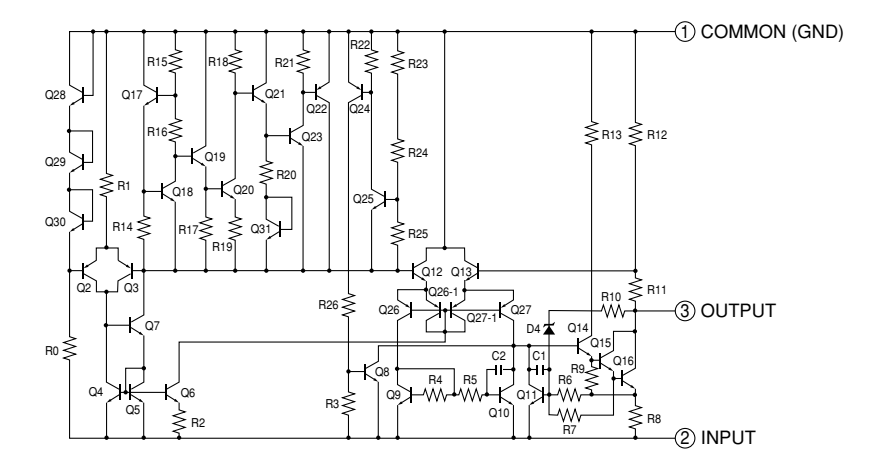 1 COMMON (GND)
R15 R18 R21 R22 R23
Q28 Q17 Q21 Q22 Q24
R16 Q23 R13 R12
Q29 R1 Q19 R20 R24
Q18 Q20 Q25
Q30 R14 R17 R19 Q31 R25
Q2 Q3 Q12 Q13
Q26-1 R11
R26 Q26 Q27 R10 3 OUTPUT
Q27-1 D4 Q14
Q7 Q15
R0 C2 C1 Q16
Q8 R9
Q4 Q5 Q6 R4 R5 R6
R3 Q9 Q10 Q11
R2 R7 R8
2 INPUT